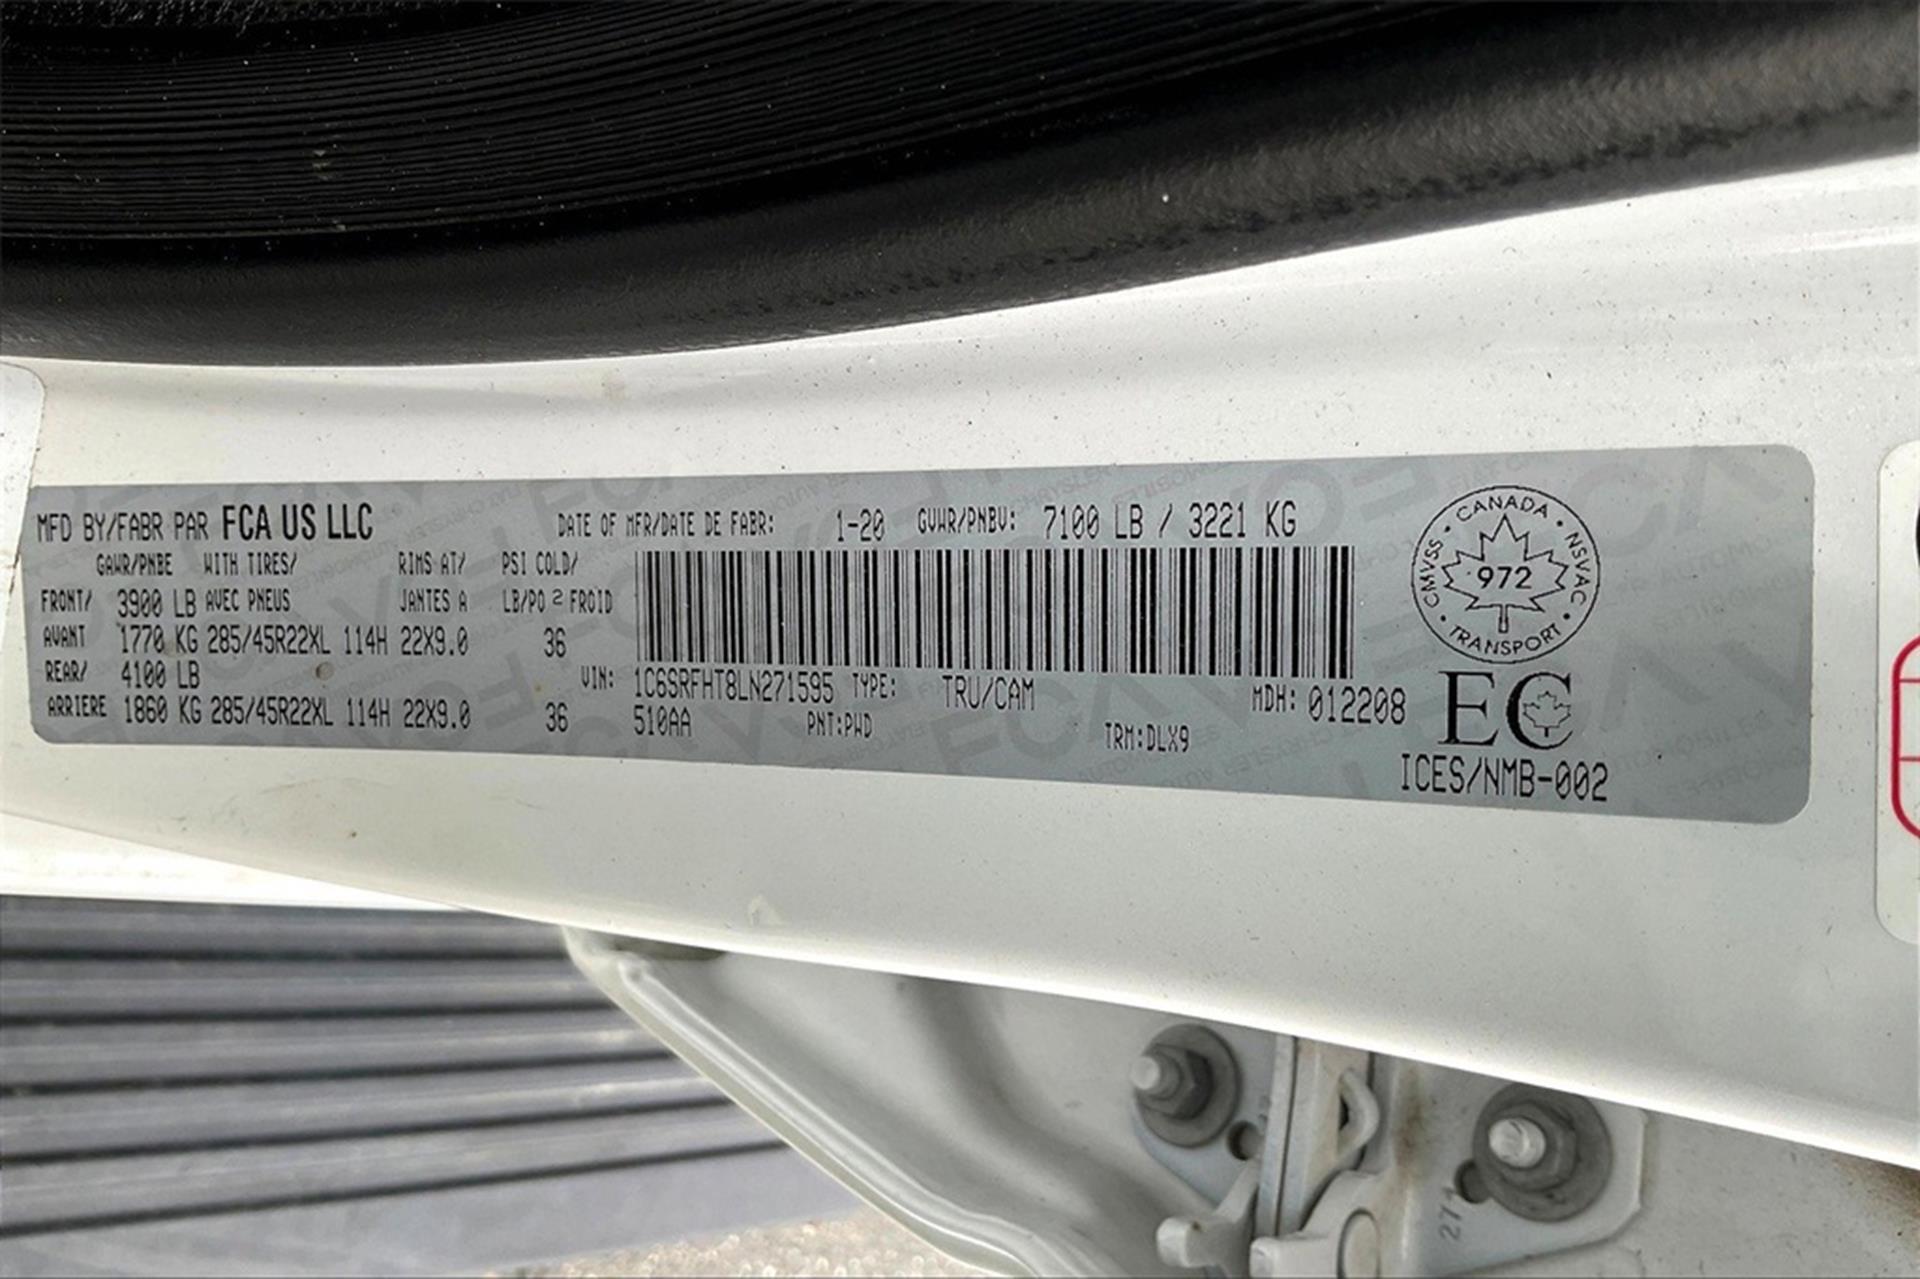 MFD BY/FABR PAR FCA US LLC DATE OF MFR/DATE DE FABR: 1-20 GVWR/PNBV: 7100 LB / 3221 KG
GAWR/PNBE WITH TIRES/ RIMS AT/ PSI COLD/
FRONT/ 3900 LB AVEC PNEUS JANTES A LB/PO 2 FROID
AVANT 1770 KG 285/45R22XL 114H 22X9.0 36
REAR/ 4100 LB
ARRIERE 1860 KG 285/45R22XL 114H 22X9.0 36
VIN: 1C6SRFHT8LN271595 TYPE: TRU/CAM MDH: 012208
510AA PNT:PWD TRM:DLX9
CANADA
CMVSS 972 NSVAC
TRANSPORT
EC
ICES/NMB-002
271